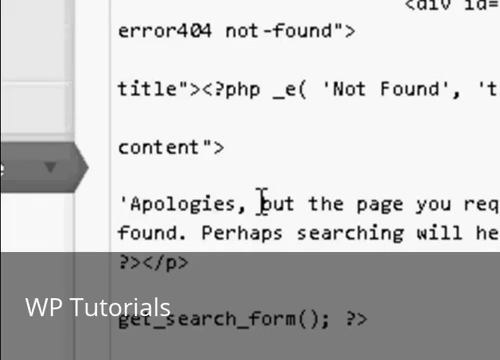 <div id=
error404 not-found">
title"><?php _e( 'Not Found', 't
content">
e
'Apologies, but the page you req
found. Perhaps searching will he
?></p>
WP Tutorials
get_search_form(); ?>